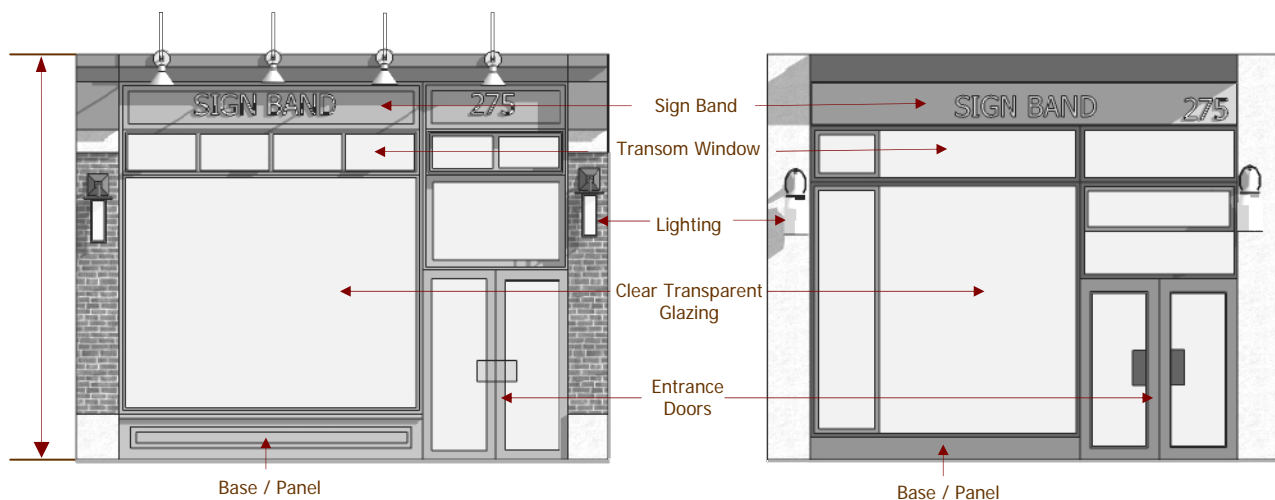 SIGN BAND
275
Sign Band
SIGN BAND
275
Transom Window
Lighting
Clear Transparent
Glazing
Entrance
Doors
Base / Panel
Base / Panel